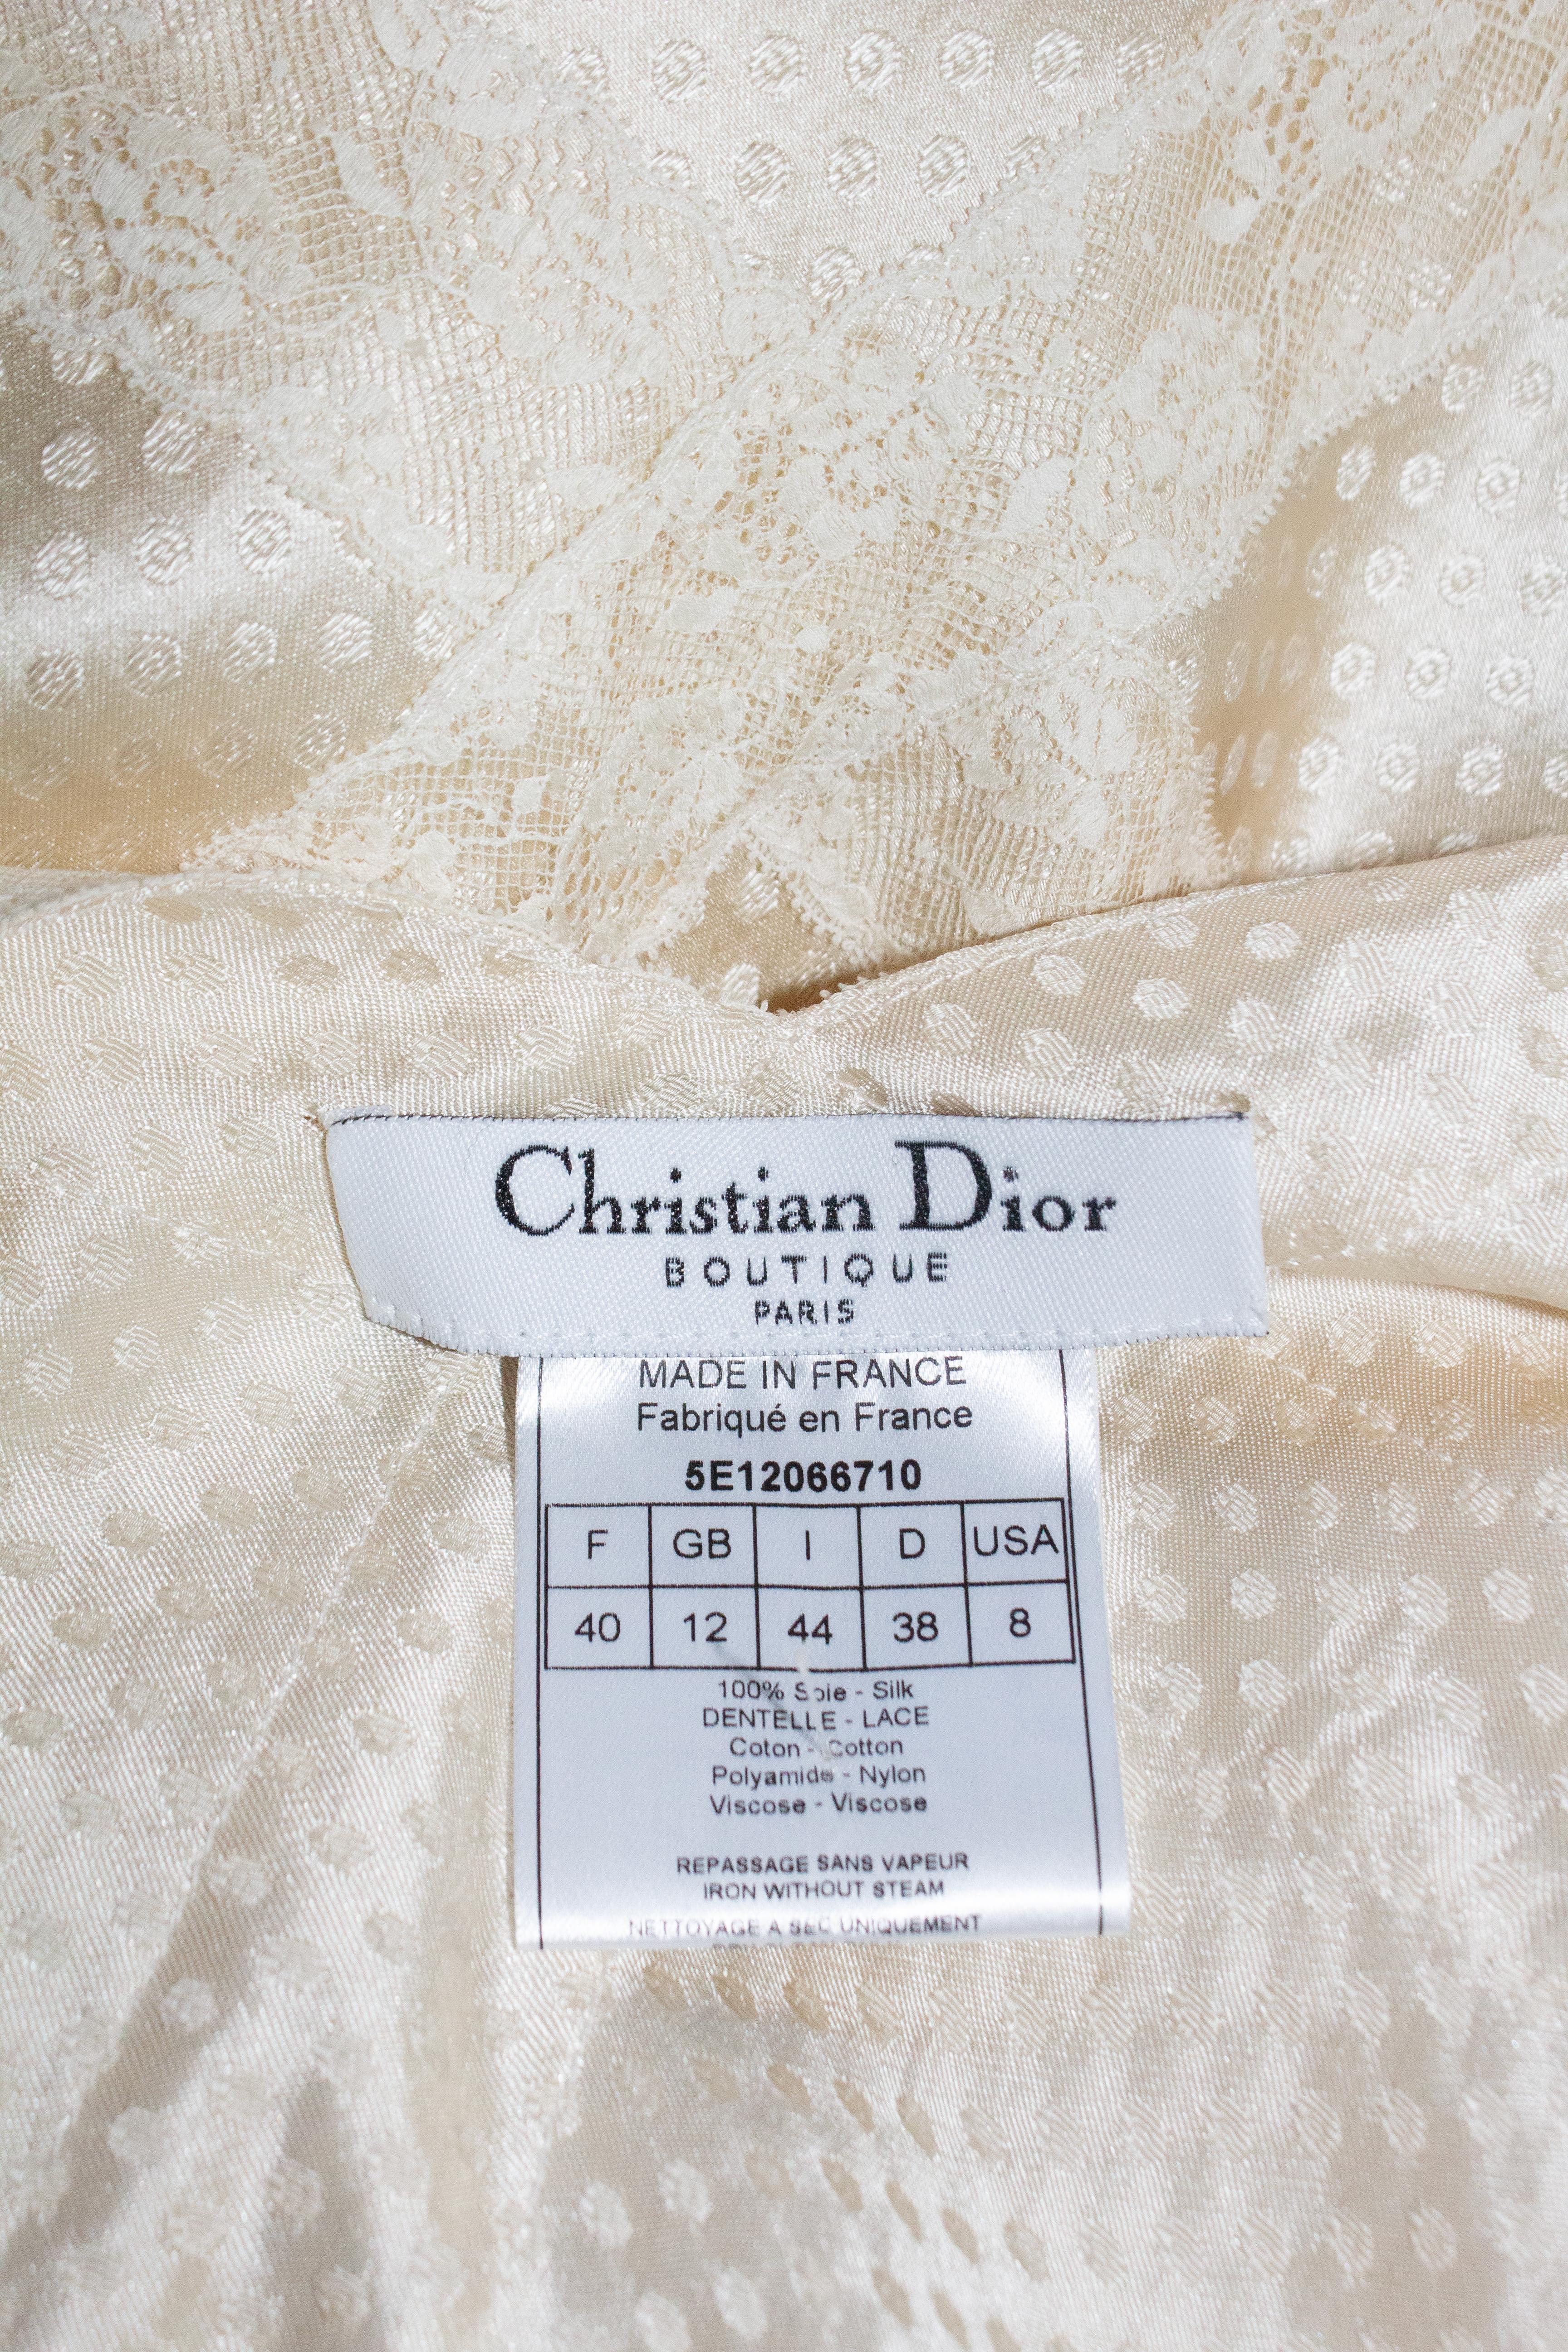 Christian Dior
BOUTIQUE
PARIS
MADE IN FRANCE
Fabriqué en France
5E12066710
F GB I D USA
40 12 44 38 8
100% Soie - Silk
DENTELLE - LACE
Coton - Cotton
Polyamide - Nylon
Viscose - Viscose
REPASSAGE SANS VAPEUR
IRON WITHOUT STEAM
NETTOYAGE A SEC UNIQUEMENT